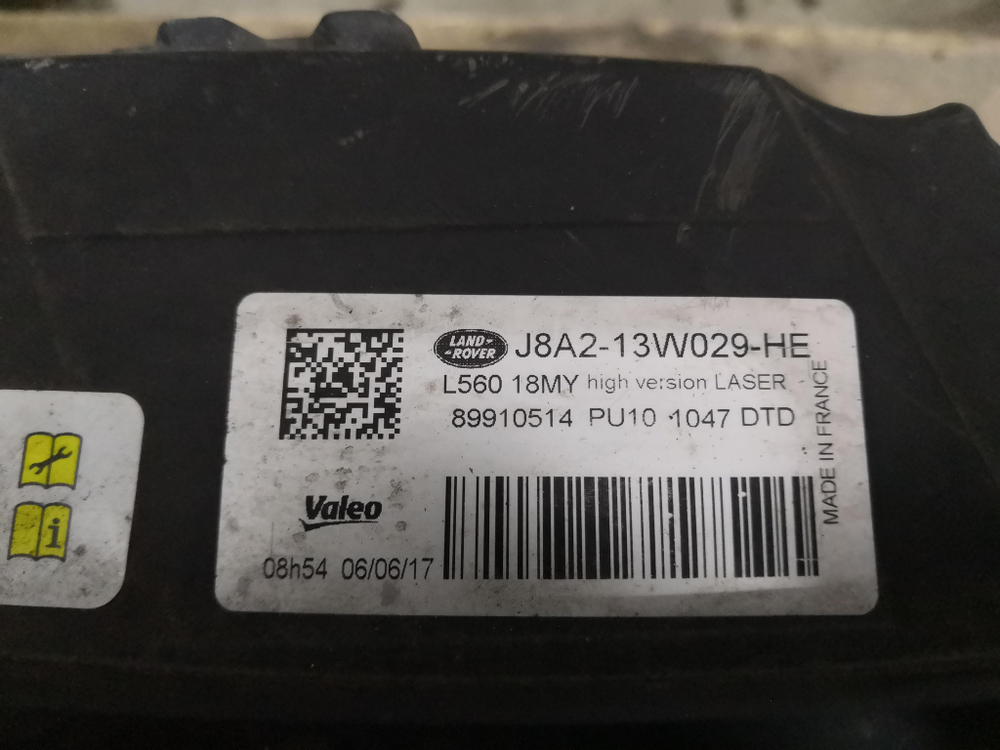 LAND-
-ROVER
J8A2-13W029-HE
L560 18MY high version LASER
89910514 PU10 1047 DTD
MADE IN FRANCE
Valeo
08h54 06/06/17
i